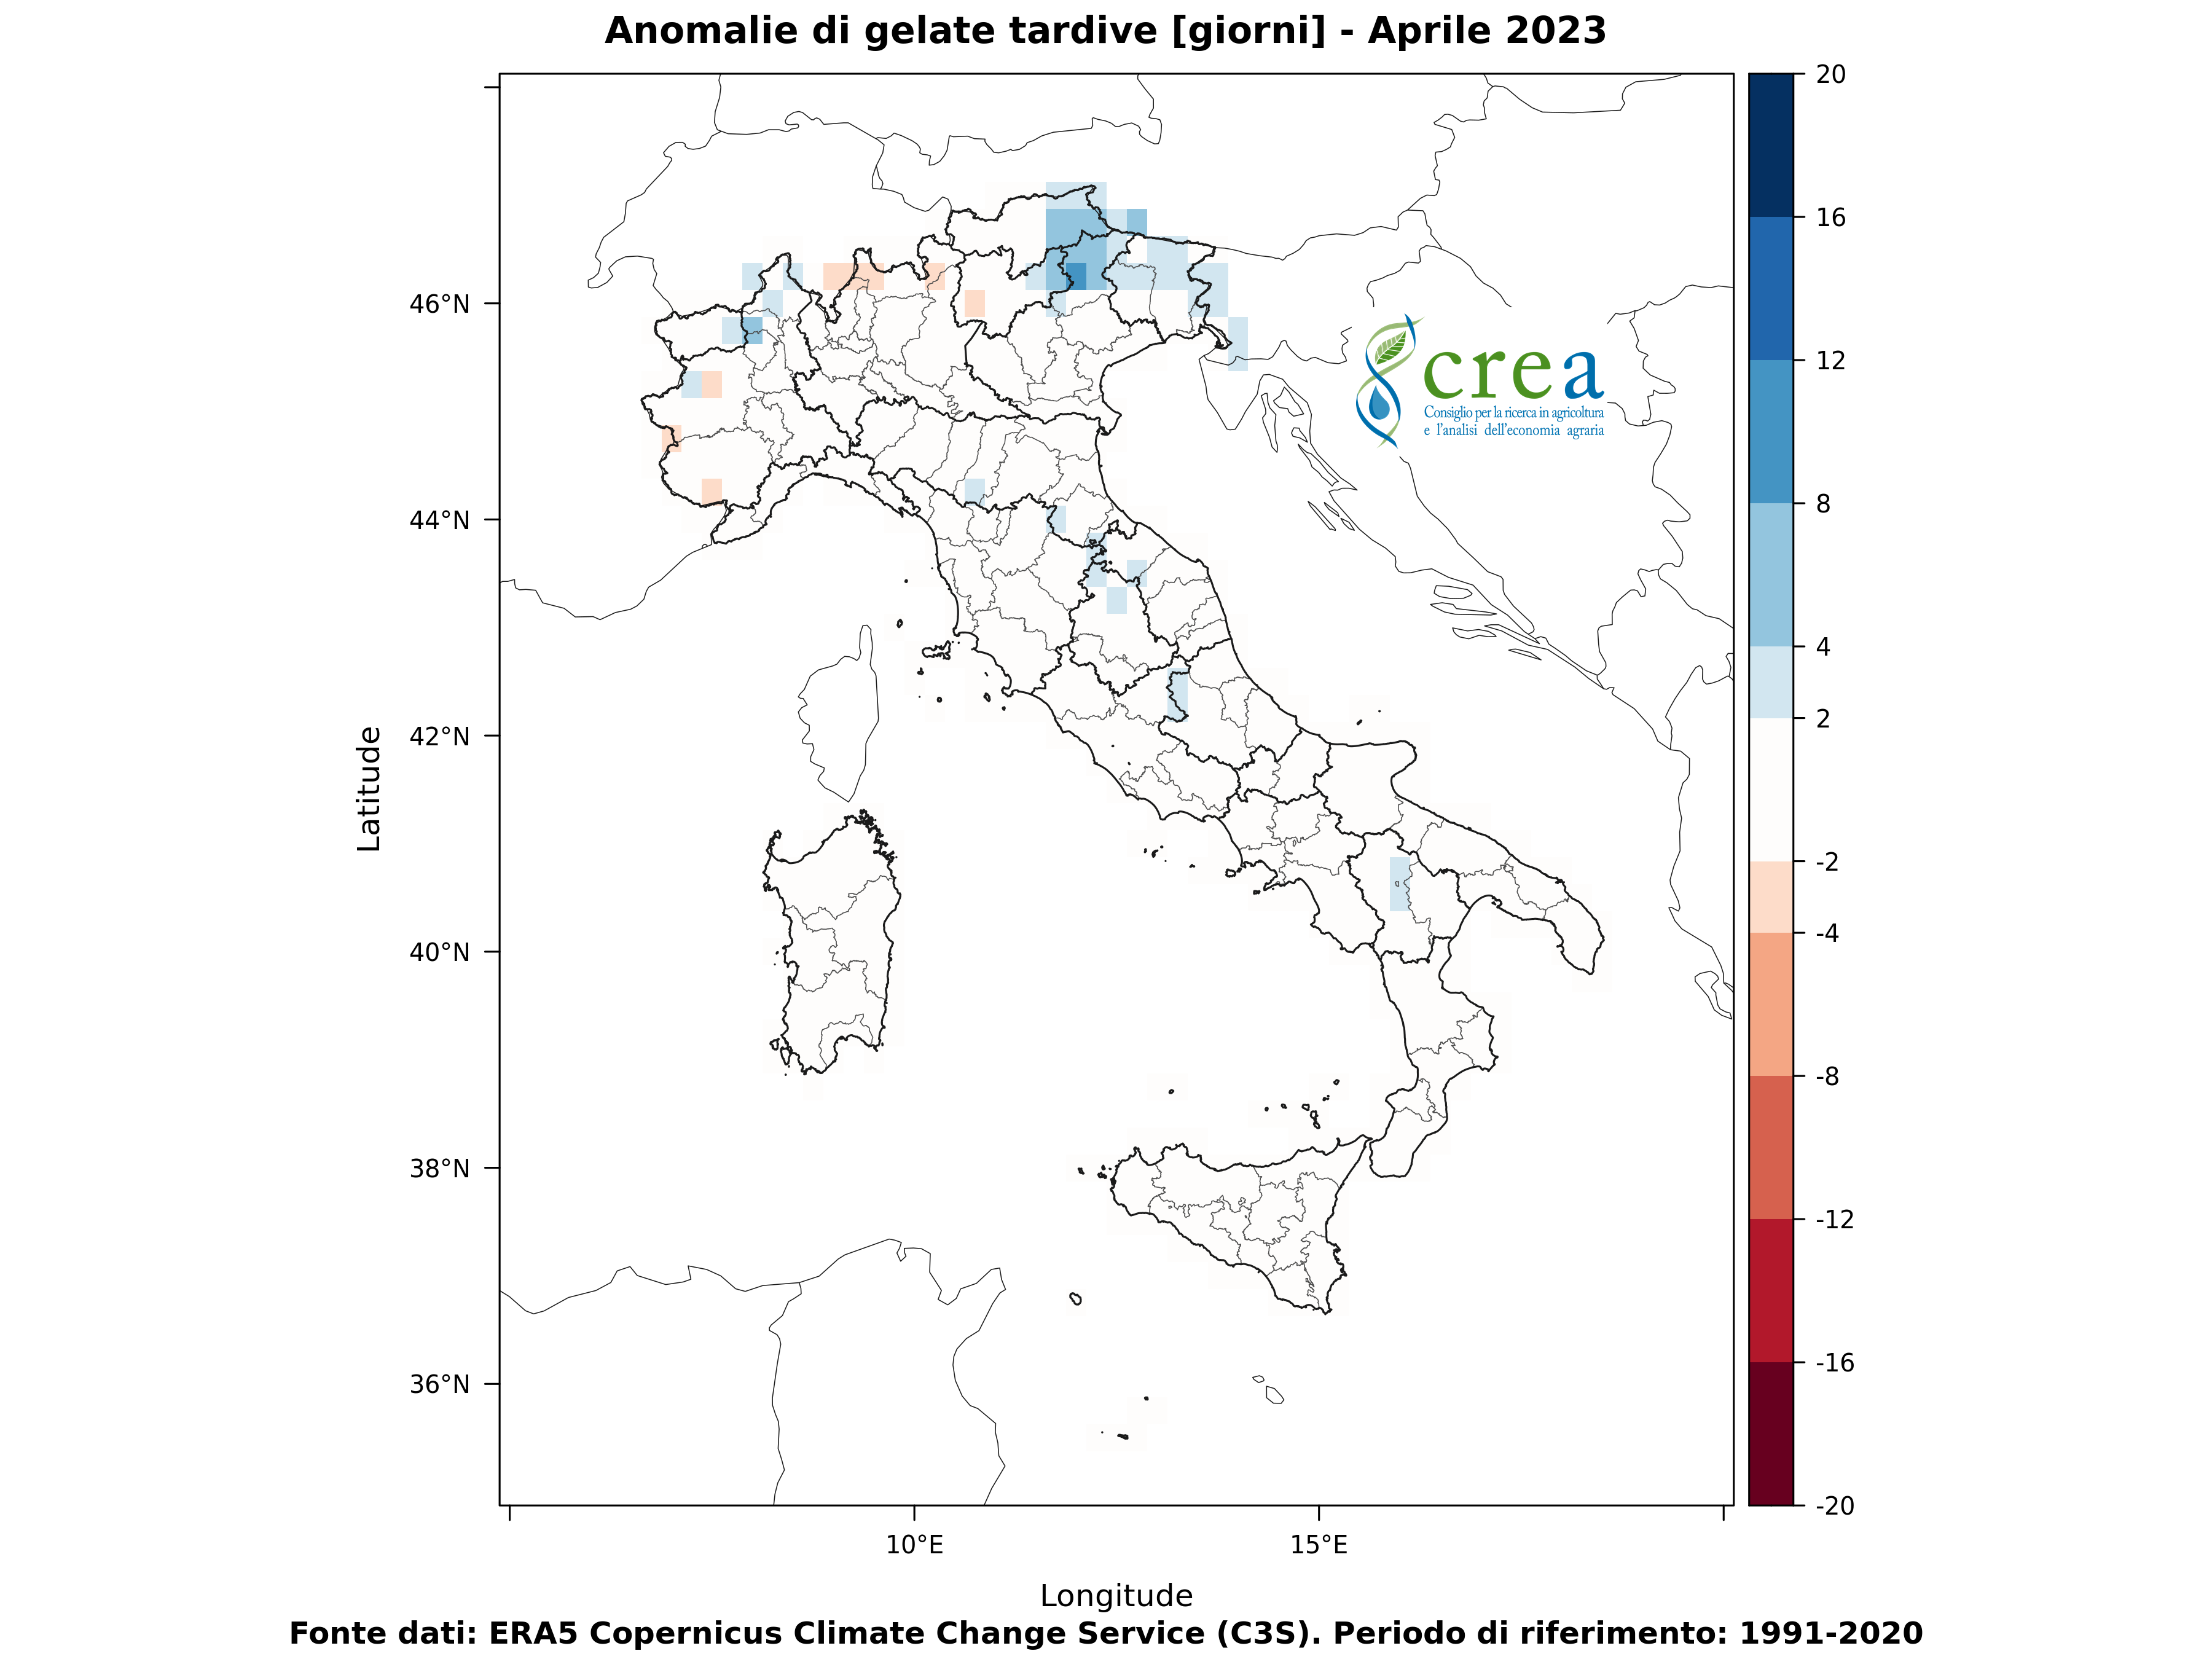 Anomalie di gelate tardive [giorni] - Aprile 2023
20
16
12
8
4
2
-2
-4
-8
-12
-16
-20
46°N
44°N
42°N
40°N
38°N
36°N
Latitude
crea
Consiglio per la ricerca in agricoltura
e l'analisi dell'economia agraria
10°E
15°E
Longitude
Fonte dati: ERA5 Copernicus Climate Change Service (C3S). Periodo di riferimento: 1991-2020